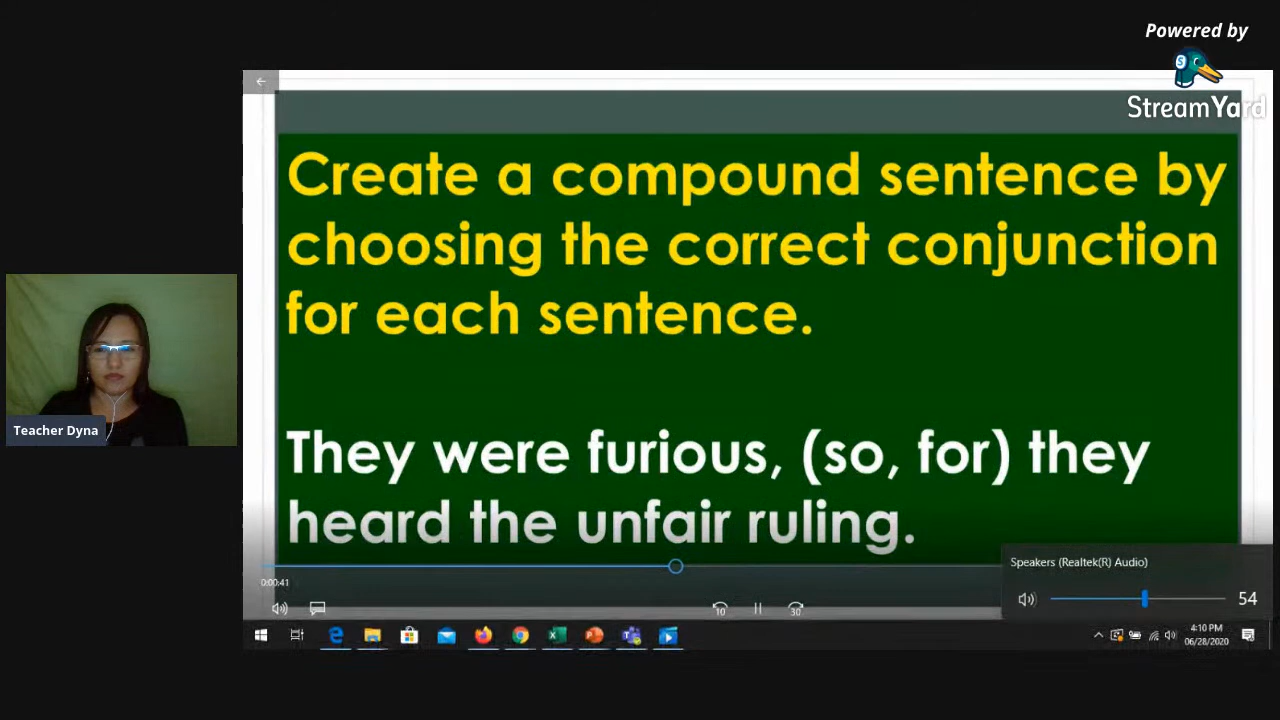 Powered by
StreamYard
Create a compound sentence by
choosing the correct conjunction
for each sentence.
They were furious, (so, for) they
heard the unfair ruling.
Teacher Dyna
Speakers (Realtek(R) Audio)
0:00:41
54
10
30
4:10 PM
06/28/2020